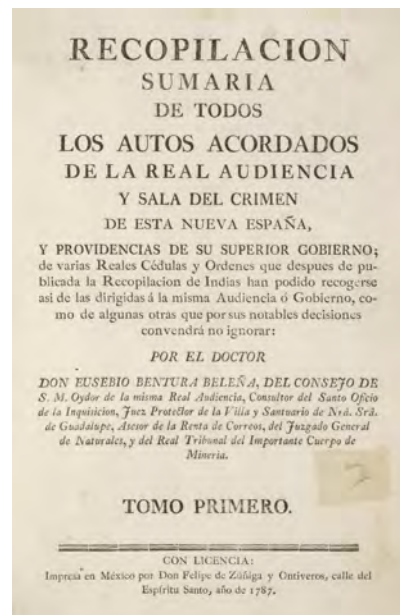 RECOPILACION
SUMARIA
DE TODOS
LOS AUTOS ACORDADOS
DE LA REAL AUDIENCIA
Y SALA DEL CRIMEN
DE ESTA NUEVA ESPAÑA,
Y PROVIDENCIAS DE SU SUPERIOR GOBIERNO;
de varias Reales Cédulas y Ordenes que despues de pu-
blicada la Recopilacion de Indias han podido recogerse
asi de las dirigidas á la misma Audiencia ó Gobierno, co-
mo de algunas otras que por sus notables decisiones
convendrá no ignorar:
POR EL DOCTOR
DON EUSEBIO BENTURA BELEÑA, DEL CONSEJO DE
S. M. Oydor de la misma Real Audiencia, Consultor del Santo Oficio
de la Inquisicion, Juez Protector de la Villa y Santuario de Nrá. Srá.
de Guadalupe, Asesor de la Renta de Correos, del Juzgado General
de Naturales, y del Real Tribunal del Importante Cuerpo de
Mineria.
TOMO PRIMERO.
CON LICENCIA:
Impresa en México por Don Felipe de Zúñiga y Ontiveros, calle del
Espíritu Santo, año de 1787.